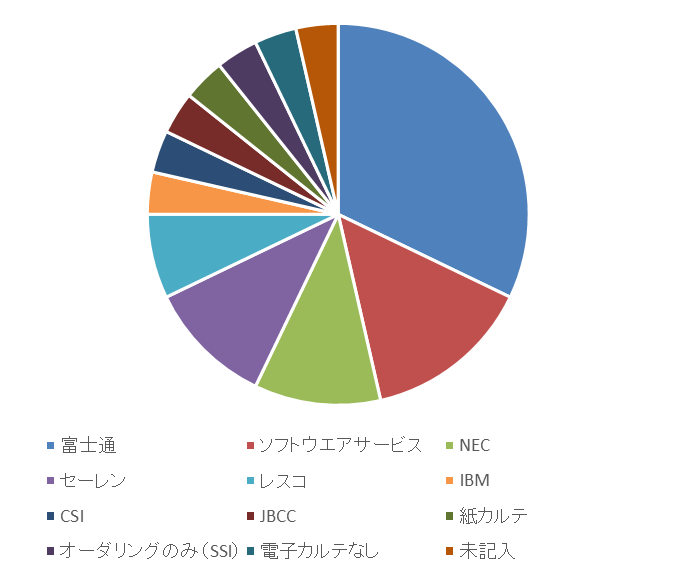 富士通 ソフトウエアサービス NEC
セーレン レスコ IBM
CSI JBCC 紙カルテ
オーダリングのみ(SSI) 電子カルテなし 未記入